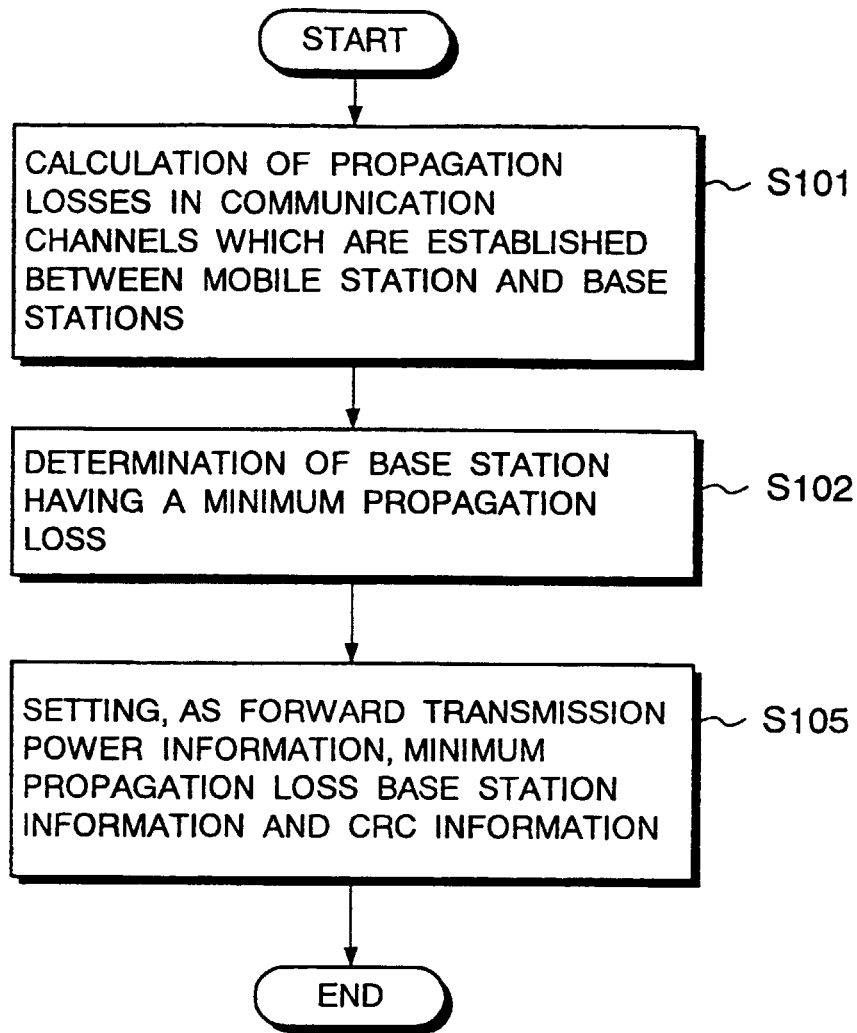 START
CALCULATION OF PROPAGATION
LOSSES IN COMMUNICATION
CHANNELS WHICH ARE ESTABLISHED
BETWEEN MOBILE STATION AND BASE
STATIONS
S101
DETERMINATION OF BASE STATION
HAVING A MINIMUM PROPAGATION
LOSS
S102
SETTING, AS FORWARD TRANSMISSION
POWER INFORMATION, MINIMUM
PROPAGATION LOSS BASE STATION
INFORMATION AND CRC INFORMATION
S105
END